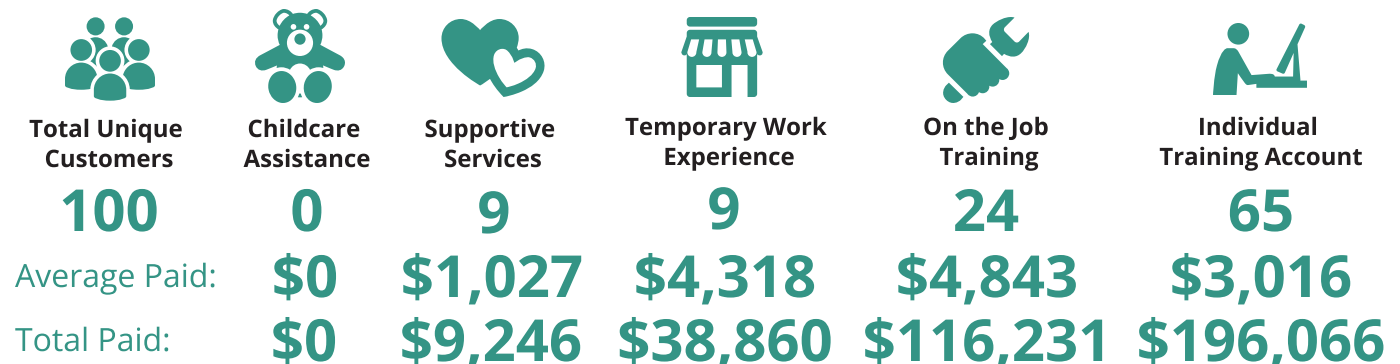 Total Unique
Customers
100
Childcare
Assistance
0
Supportive
Services
9
Temporary Work
Experience
9
On the Job
Training
24
Individual
Training Account
65
Average Paid: $0 $1,027 $4,318 $4,843 $3,016
Total Paid: $0 $9,246 $38,860 $116,231 $196,066